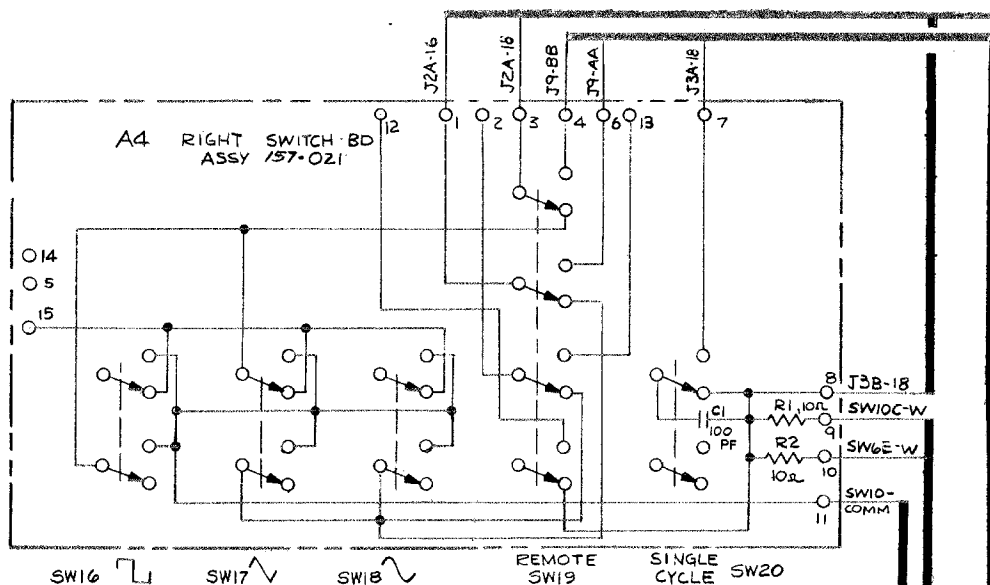 J2A-16
J2A-16
J9-BB
J9-AA
J3A-18
12
1
2
3
4
6
13
7
A4 RIGHT SWITCH BD
ASSY 157-021
14
5
15
8
J3B-18
C1
100
PF
R1, 10Ω
SW10C-W
9
R2
10Ω
SW6E-W
10
SW10-
COMM
11
SW16
SW17
SW18
REMOTE
SW19
SINGLE
CYCLE
SW20